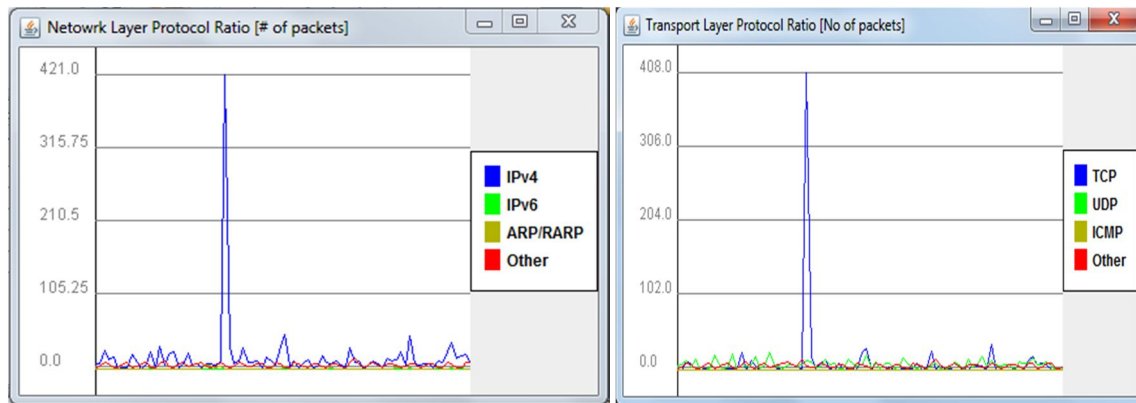 Netowrk Layer Protocol Ratio [# of packets]
421.0
315.75
210.5
105.25
0.0
IPv4
IPv6
ARP/RARP
Other
Transport Layer Protocol Ratio [No of packets]
408.0
306.0
204.0
102.0
0.0
TCP
UDP
ICMP
Other